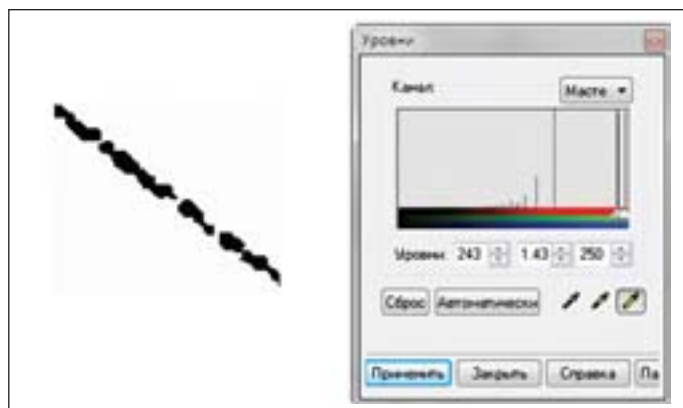 Уровни
Канал: Масте
Уровни: 243 1.43 250
Сброс Автоматически
Применить Закрыть Справка Па